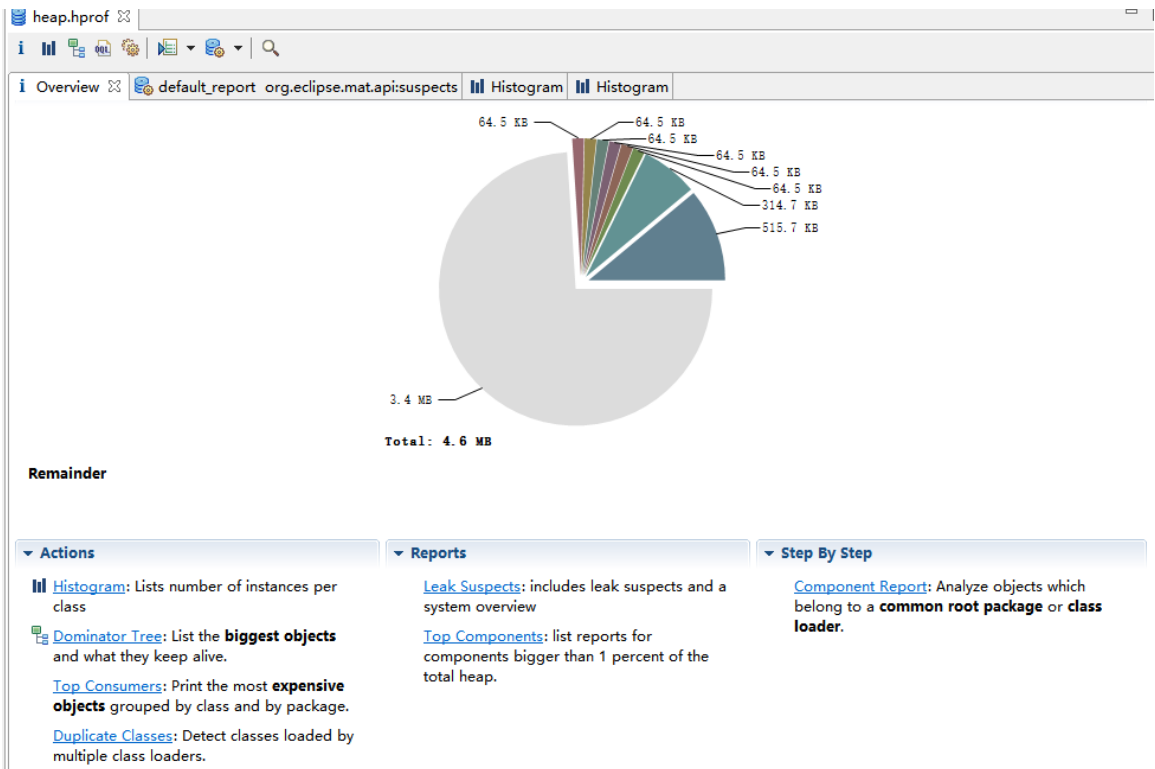 heap.hprof
i OQL
i Overview default_report org.eclipse.mat.api:suspects Histogram Histogram
64.5 KB
64.5 KB
64.5 KB
64.5 KB
64.5 KB
64.5 KB
314.7 KB
515.7 KB
3.4 MB
Total: 4.6 MB
Remainder
Actions
Histogram: Lists number of instances per
class
Dominator Tree: List the biggest objects
and what they keep alive.
Top Consumers: Print the most expensive
objects grouped by class and by package.
Duplicate Classes: Detect classes loaded by
multiple class loaders.
Reports
Leak Suspects: includes leak suspects and a
system overview
Top Components: list reports for
components bigger than 1 percent of the
total heap.
Step By Step
Component Report: Analyze objects which
belong to a common root package or class
loader.